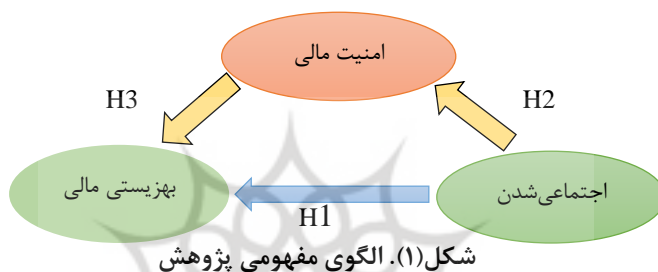 امنیت مالی
H3
H2
بهزیستی مالی
اجتماعی‌شدن
H1
شکل(۱). الگوی مفهومی پژوهش